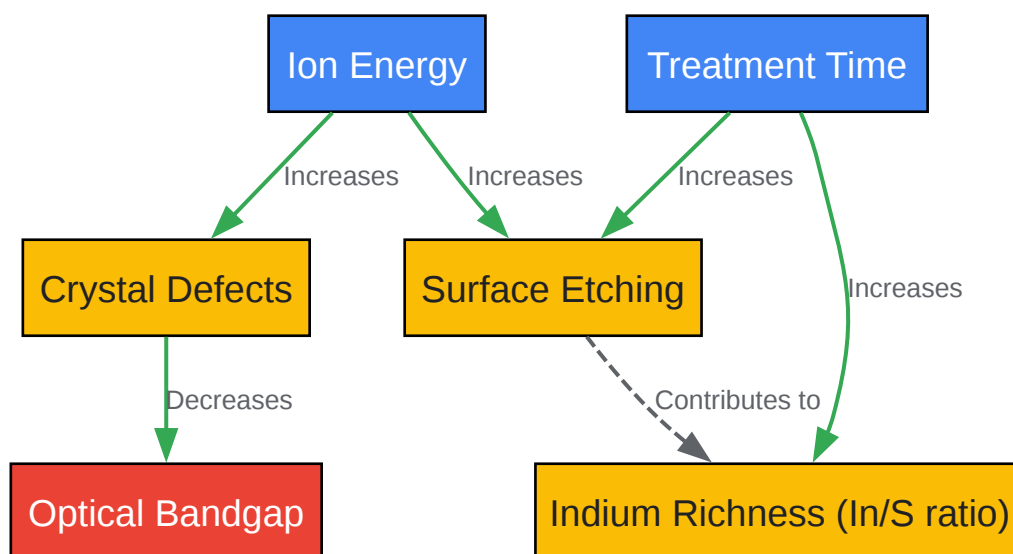 Ion Energy
Treatment Time
Increases
Increases
Increases
Crystal Defects
Surface Etching
Increases
Decreases
Contributes to
Optical Bandgap
Indium Richness (In/S ratio)